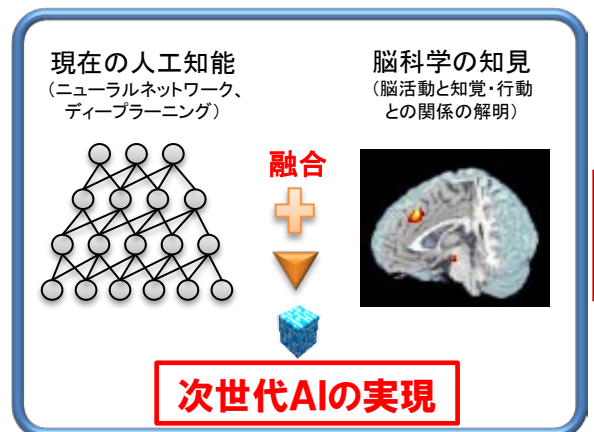 現在の人工知能
（ニューラルネットワーク、
ディープラーニング）
脳科学の知見
（脳活動と知覚・行動
との関係の解明）
融合
次世代AIの実現